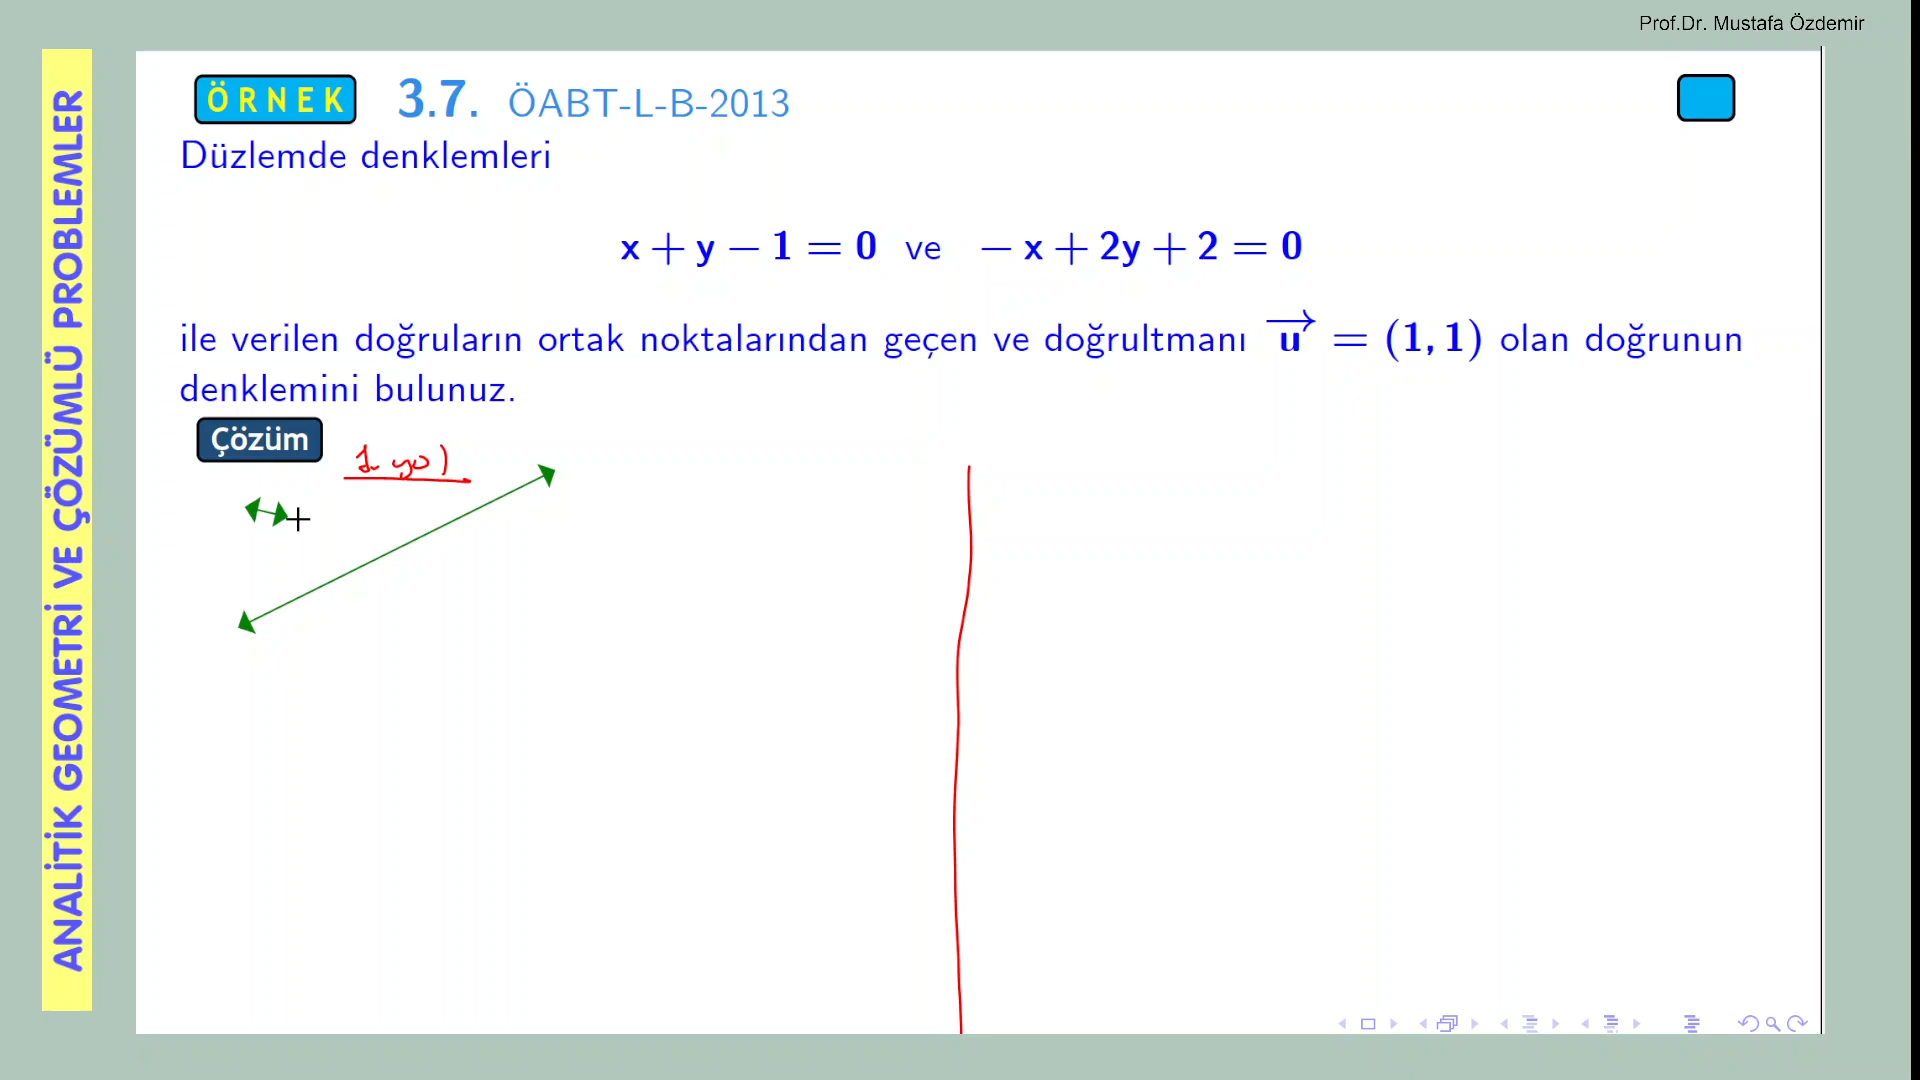 Prof.Dr. Mustafa Özdemir
ANALİTİK GEOMETRİ VE ÇÖZÜMLÜ PROBLEMLER
ÖRNEK 3.7. ÖABT-L-B-2013
Düzlemde denklemleri
x + y − 1 = 0 ve − x + 2y + 2 = 0
ile verilen doğruların ortak noktalarından geçen ve doğrultmanı \overrightarrow{u} = (1, 1) olan doğrunun
denklemini bulunuz.
Çözüm
1. yol